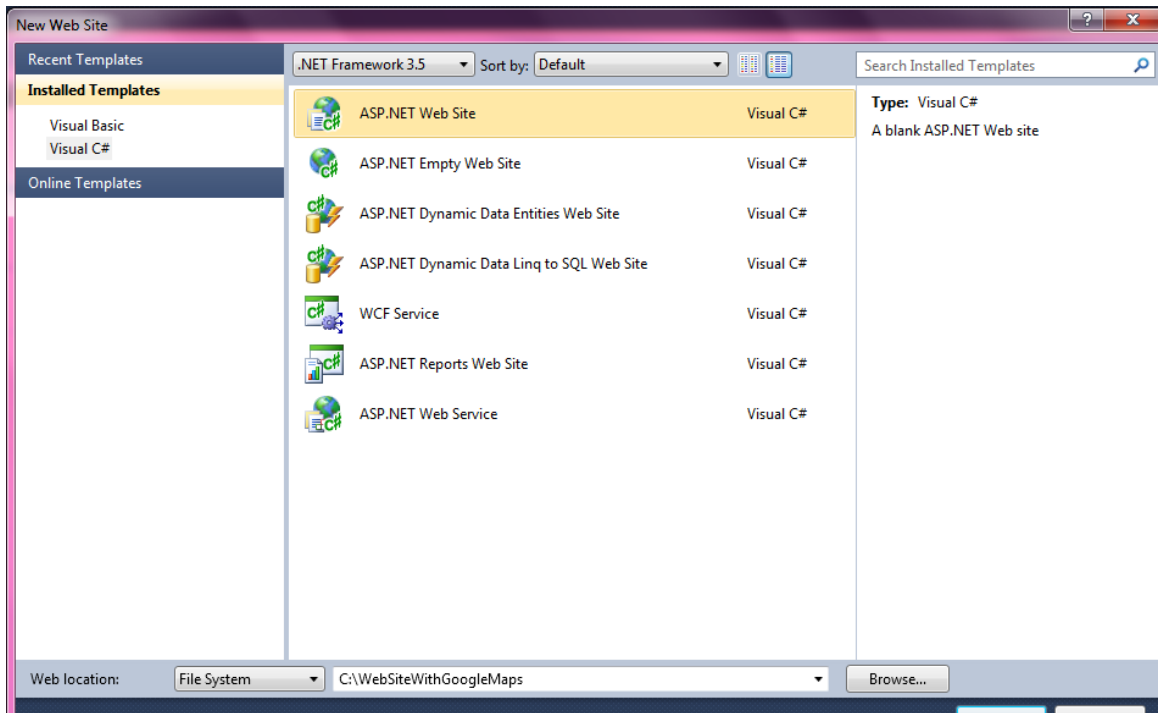 New Web Site
?
X
Recent Templates
Installed Templates
Visual Basic
Visual C#
Online Templates
.NET Framework 3.5 Sort by: Default
ASP.NET Web Site Visual C#
ASP.NET Empty Web Site Visual C#
ASP.NET Dynamic Data Entities Web Site Visual C#
ASP.NET Dynamic Data Linq to SQL Web Site Visual C#
WCF Service Visual C#
ASP.NET Reports Web Site Visual C#
ASP.NET Web Service Visual C#
Search Installed Templates
Type: Visual C#
A blank ASP.NET Web site
Web location: File System C:\WebSiteWithGoogleMaps Browse...